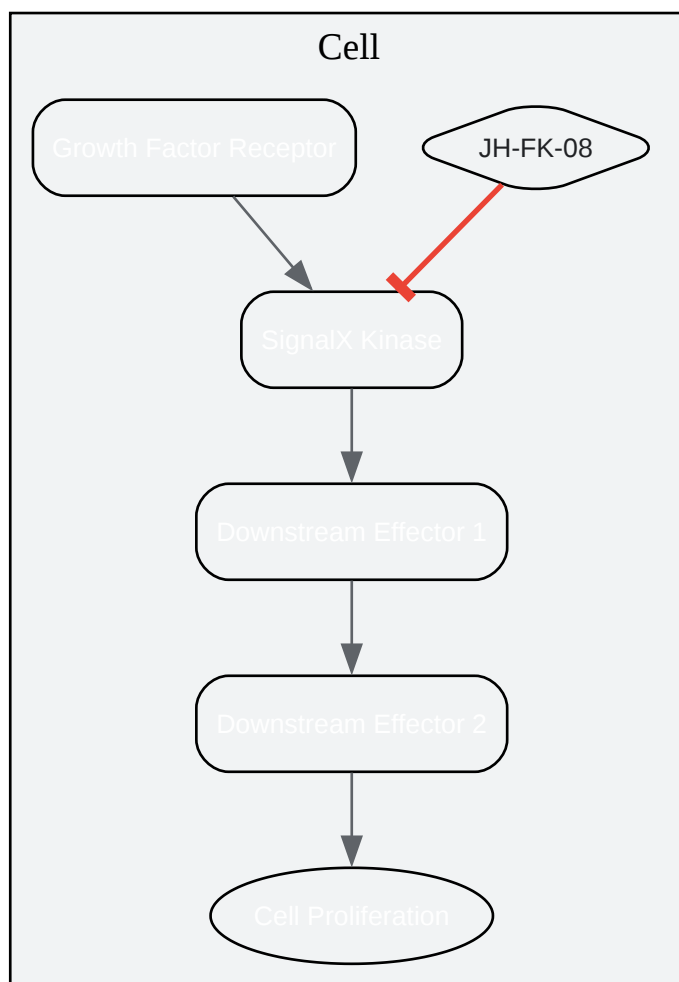 Cell
Growth Factor Receptor
JH-FK-08
SignalX Kinase
Downstream Effector 1
Downstream Effector 2
Cell Proliferation